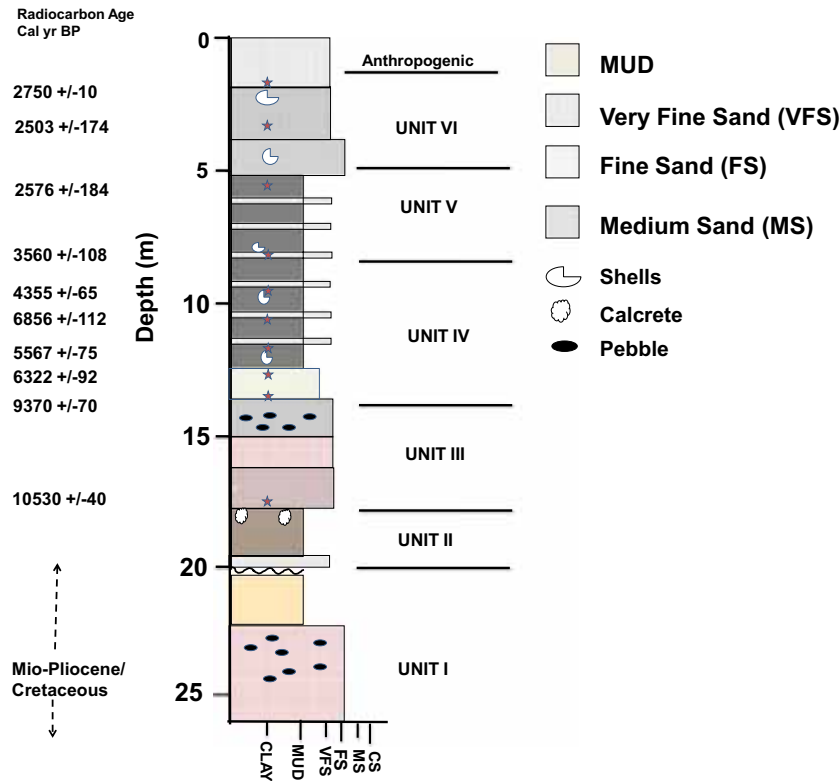 Radiocarbon Age
Cal yr BP
2750 +/-10
2503 +/-174
2576 +/-184
3560 +/-108
4355 +/-65
6856 +/-112
5567 +/-75
6322 +/-92
9370 +/-70
10530 +/-40
Mio-Pliocene/
Cretaceous
Depth (m)
0
5
10
15
20
25
CLAY
MUD
VFS
FS
MS
CS
Anthropogenic
UNIT VI
UNIT V
UNIT IV
UNIT III
UNIT II
UNIT I
MUD
Very Fine Sand (VFS)
Fine Sand (FS)
Medium Sand (MS)
Shells
Calcrete
Pebble